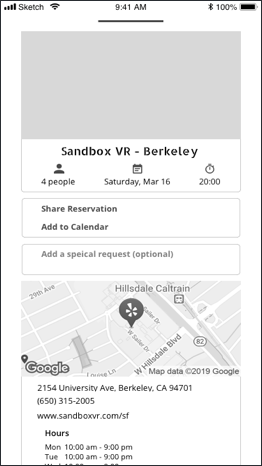 Sketch 9:41 AM 100%
Sandbox VR - Berkeley
4 people Saturday, Mar 16 20:00
Share Reservation
Add to Calendar
Add a speical request (optional)
Hillsdale Caltrain
29th Ave
82
W Hillsdale Blvd
Louise Ln
Google Map data ©2019 Google
2154 University Ave, Berkeley, CA 94701
(650) 315-2005
www.sandboxvr.com/sf
Hours
Mon 10:00 am - 9:00 pm
Tue 10:00 am - 9:00 pm